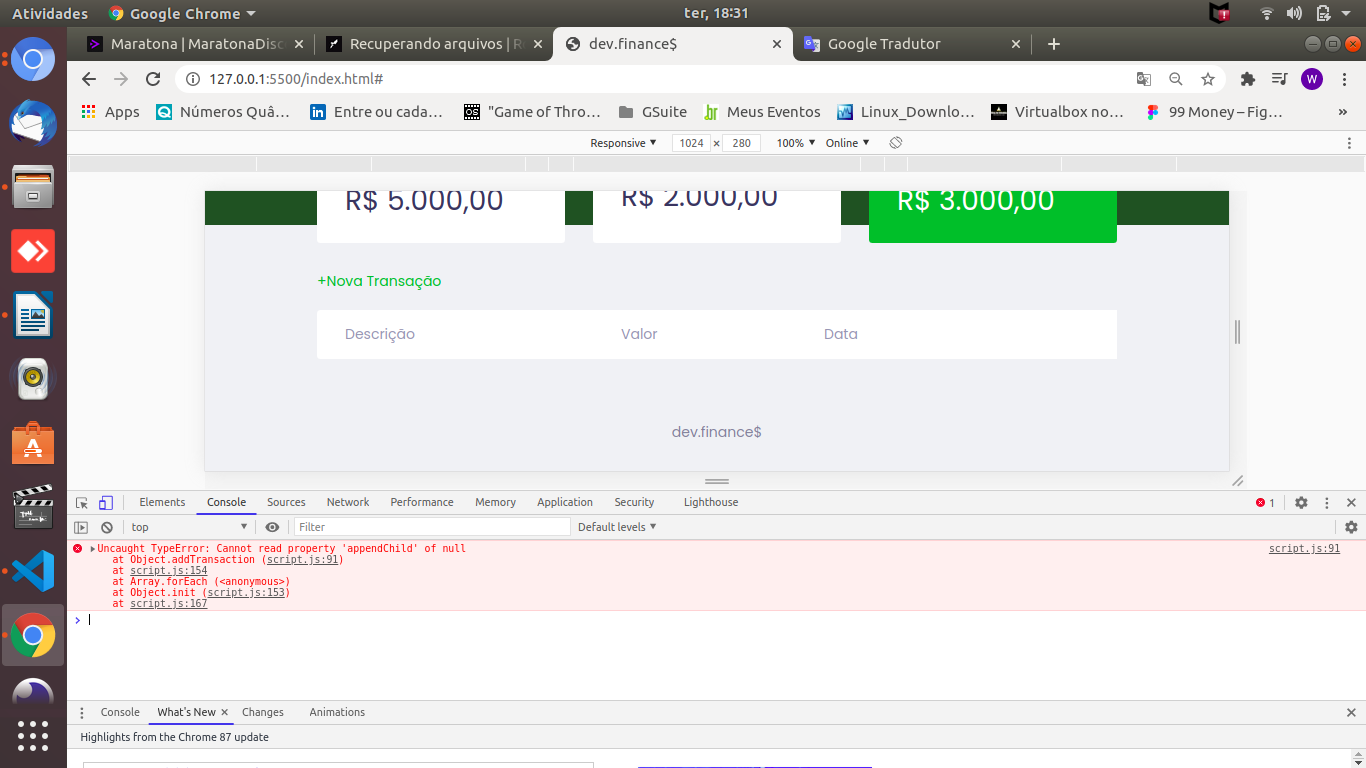 Atividades Google Chrome ter, 18:31
Maratona | MaratonaDisc Recuperando arquivos | R dev.finance$ Google Tradutor
127.0.0.1:5500/index.html# W
Apps Números Quâ… Entre ou cada… "Game of Thro… GSuite Meus Eventos Linux_Downlo… Virtualbox no… 99 Money – Fig… »
Responsive 1024 × 280 100% Online
R$ 5.000,00 R$ 2.000,00 R$ 3.000,00
+Nova Transação
Descrição Valor Data
dev.finance$
Elements Console Sources Network Performance Memory Application Security Lighthouse 1
top Filter Default levels
Uncaught TypeError: Cannot read property 'appendChild' of null script.js:91
at Object.addTransaction (script.js:91)
at script.js:154
at Array.forEach (<anonymous>)
at Object.init (script.js:153)
at script.js:167
Console What's New Changes Animations
Highlights from the Chrome 87 update